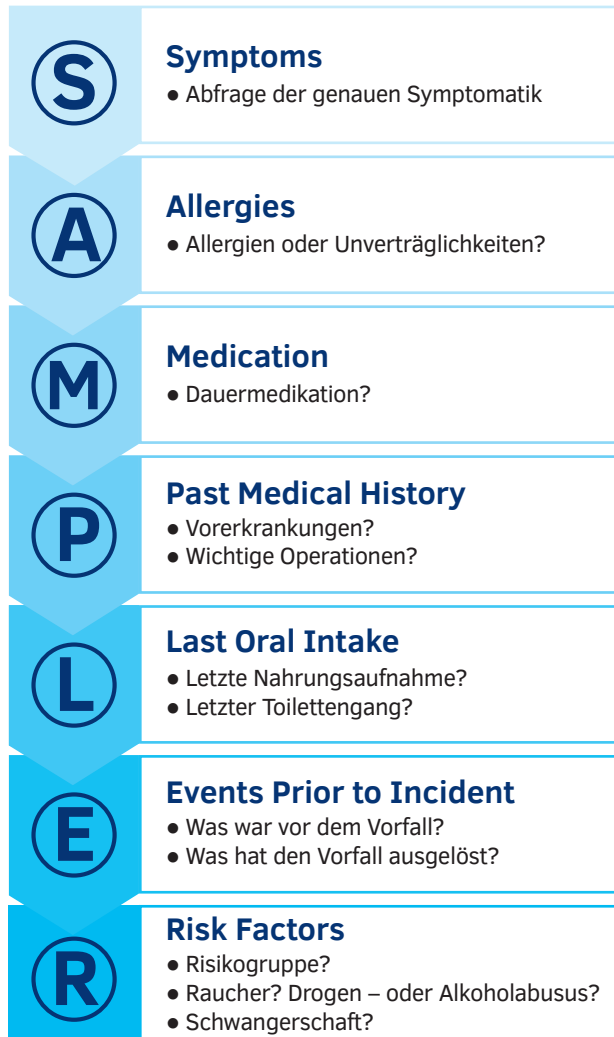 S
Symptoms
● Abfrage der genauen Symptomatik
A
Allergies
● Allergien oder Unverträglichkeiten?
M
Medication
● Dauermedikation?
P
Past Medical History
● Vorerkrankungen?
● Wichtige Operationen?
L
Last Oral Intake
● Letzte Nahrungsaufnahme?
● Letzter Toilettengang?
E
Events Prior to Incident
● Was war vor dem Vorfall?
● Was hat den Vorfall ausgelöst?
R
Risk Factors
● Risikogruppe?
● Raucher? Drogen – oder Alkoholabusus?
● Schwangerschaft?